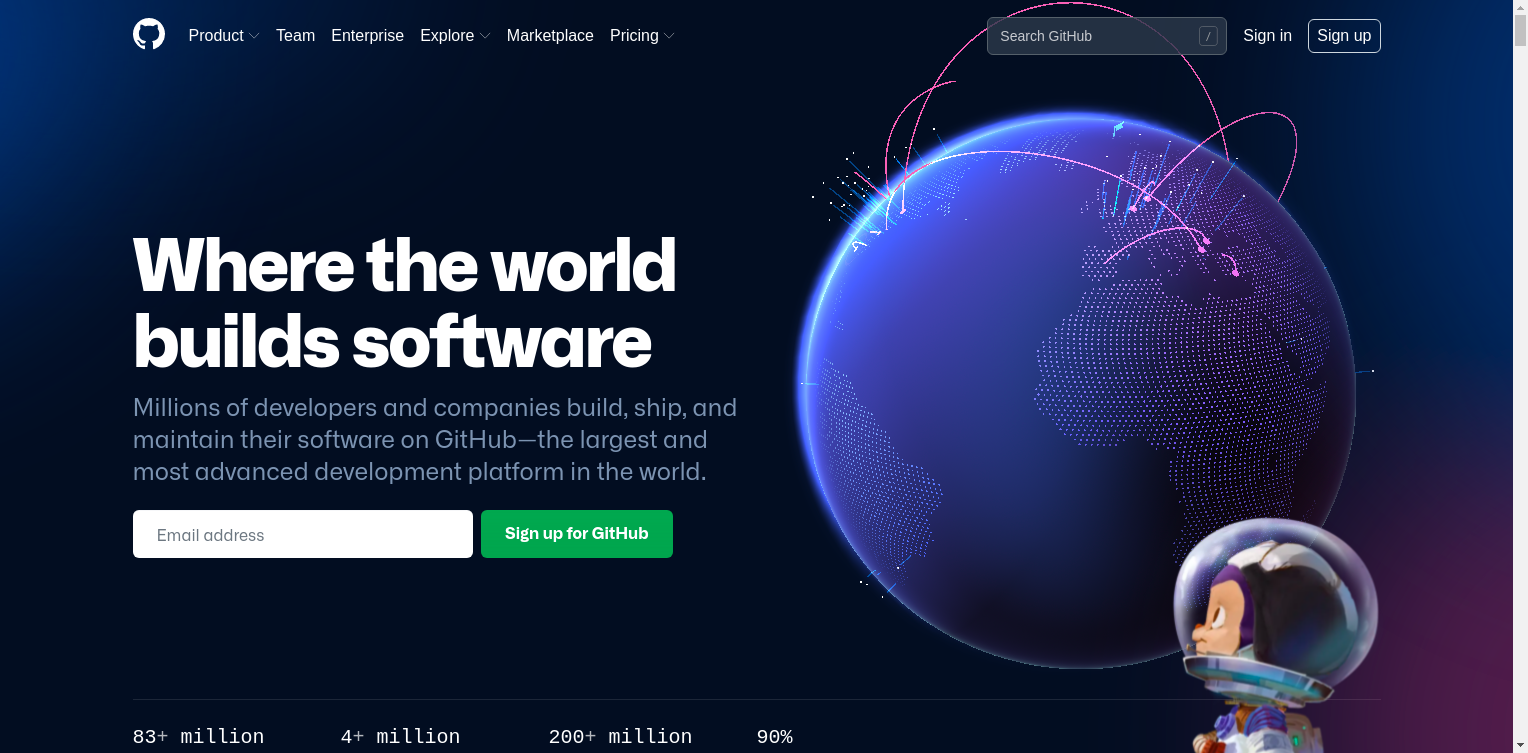 Product Team Enterprise Explore Marketplace Pricing Search GitHub / Sign in Sign up
Where the world
builds software
Millions of developers and companies build, ship, and
maintain their software on GitHub—the largest and
most advanced development platform in the world.
Email address Sign up for GitHub
83+ million 4+ million 200+ million 90%